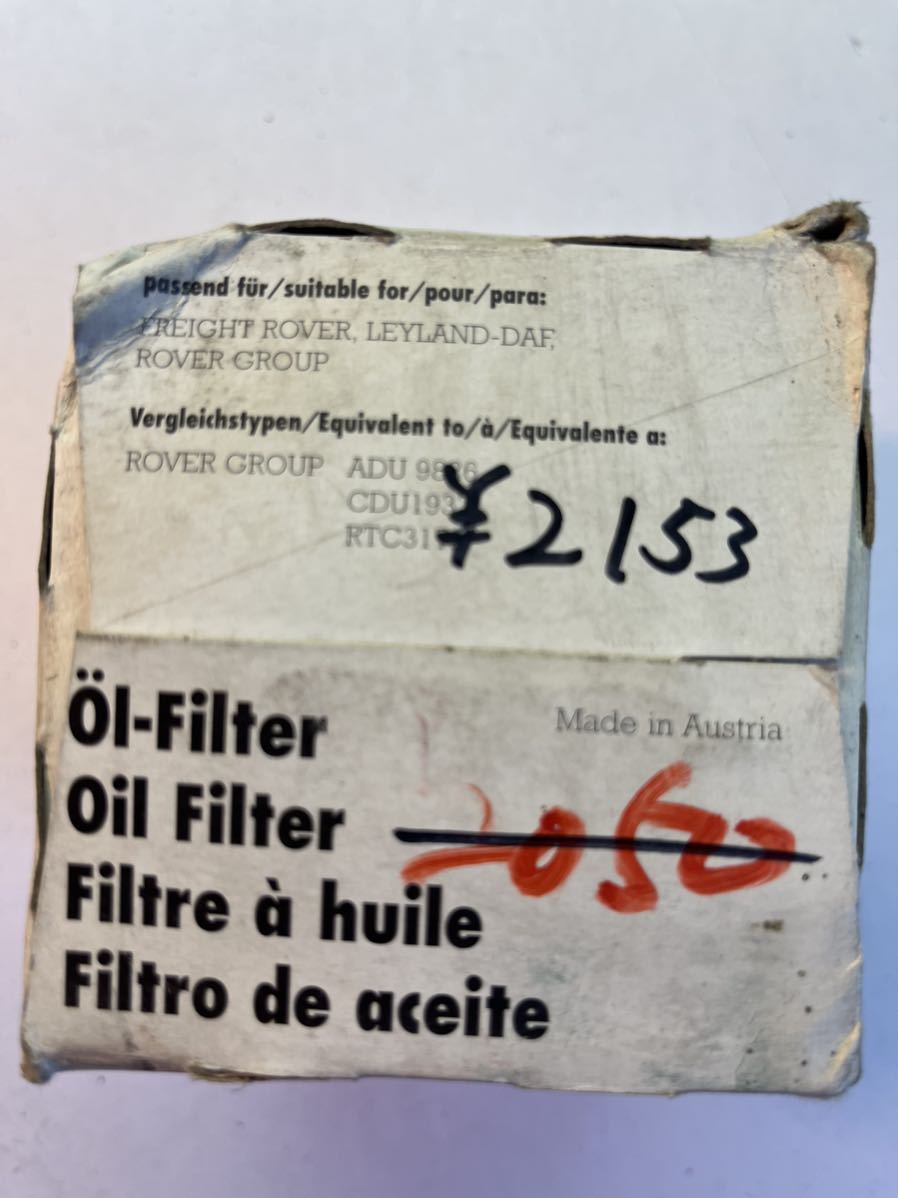 passend für/suitable for/pour/para:
FREIGHT ROVER, LEYLAND-DAF,
ROVER GROUP
Vergleichstypen/Equivalent to/à/Equivalente a:
ROVER GROUP ADU
¥2153
Öl-Filter
Made in Austria
Oil Filter
2050
Filtre à huile
Filtro de aceite